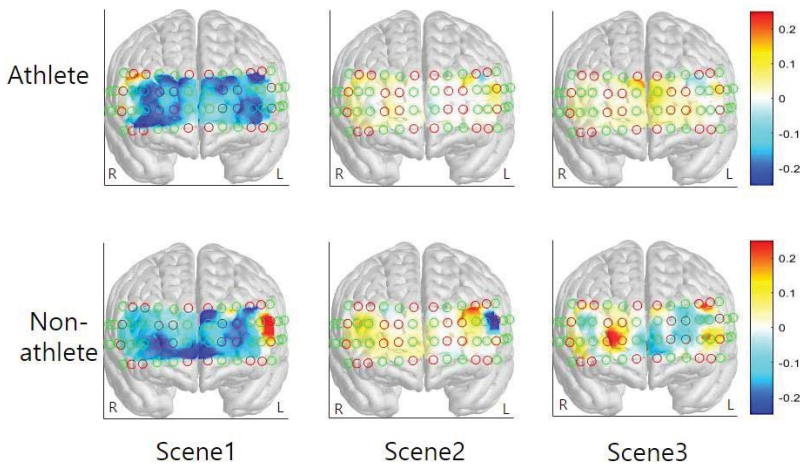 Athlete
R L
R L
R L
0.2
0.1
0
-0.1
-0.2
Non-
athlete
R L
R L
R L
0.2
0.1
0
-0.1
-0.2
Scene1 Scene2 Scene3